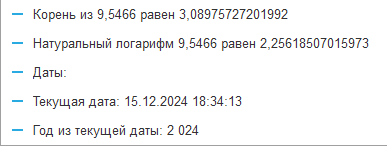 Корень из 9,5466 равен 3,08975727201992
Натуральный логарифм 9,5466 равен 2,25618507015973
Даты:
Текущая дата: 15.12.2024 18:34:13
Год из текущей даты: 2 024